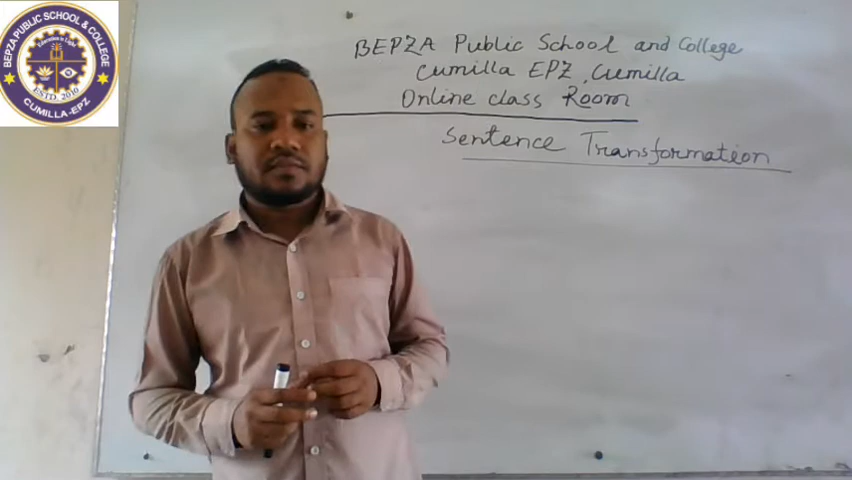 BEPZA PUBLIC SCHOOL & COLLEGE
ESTD. 2010
CUMILLA-EPZ
BEPZA Public School and College
Cumilla EPZ, Cumilla
Online class Room
Sentence Transformation